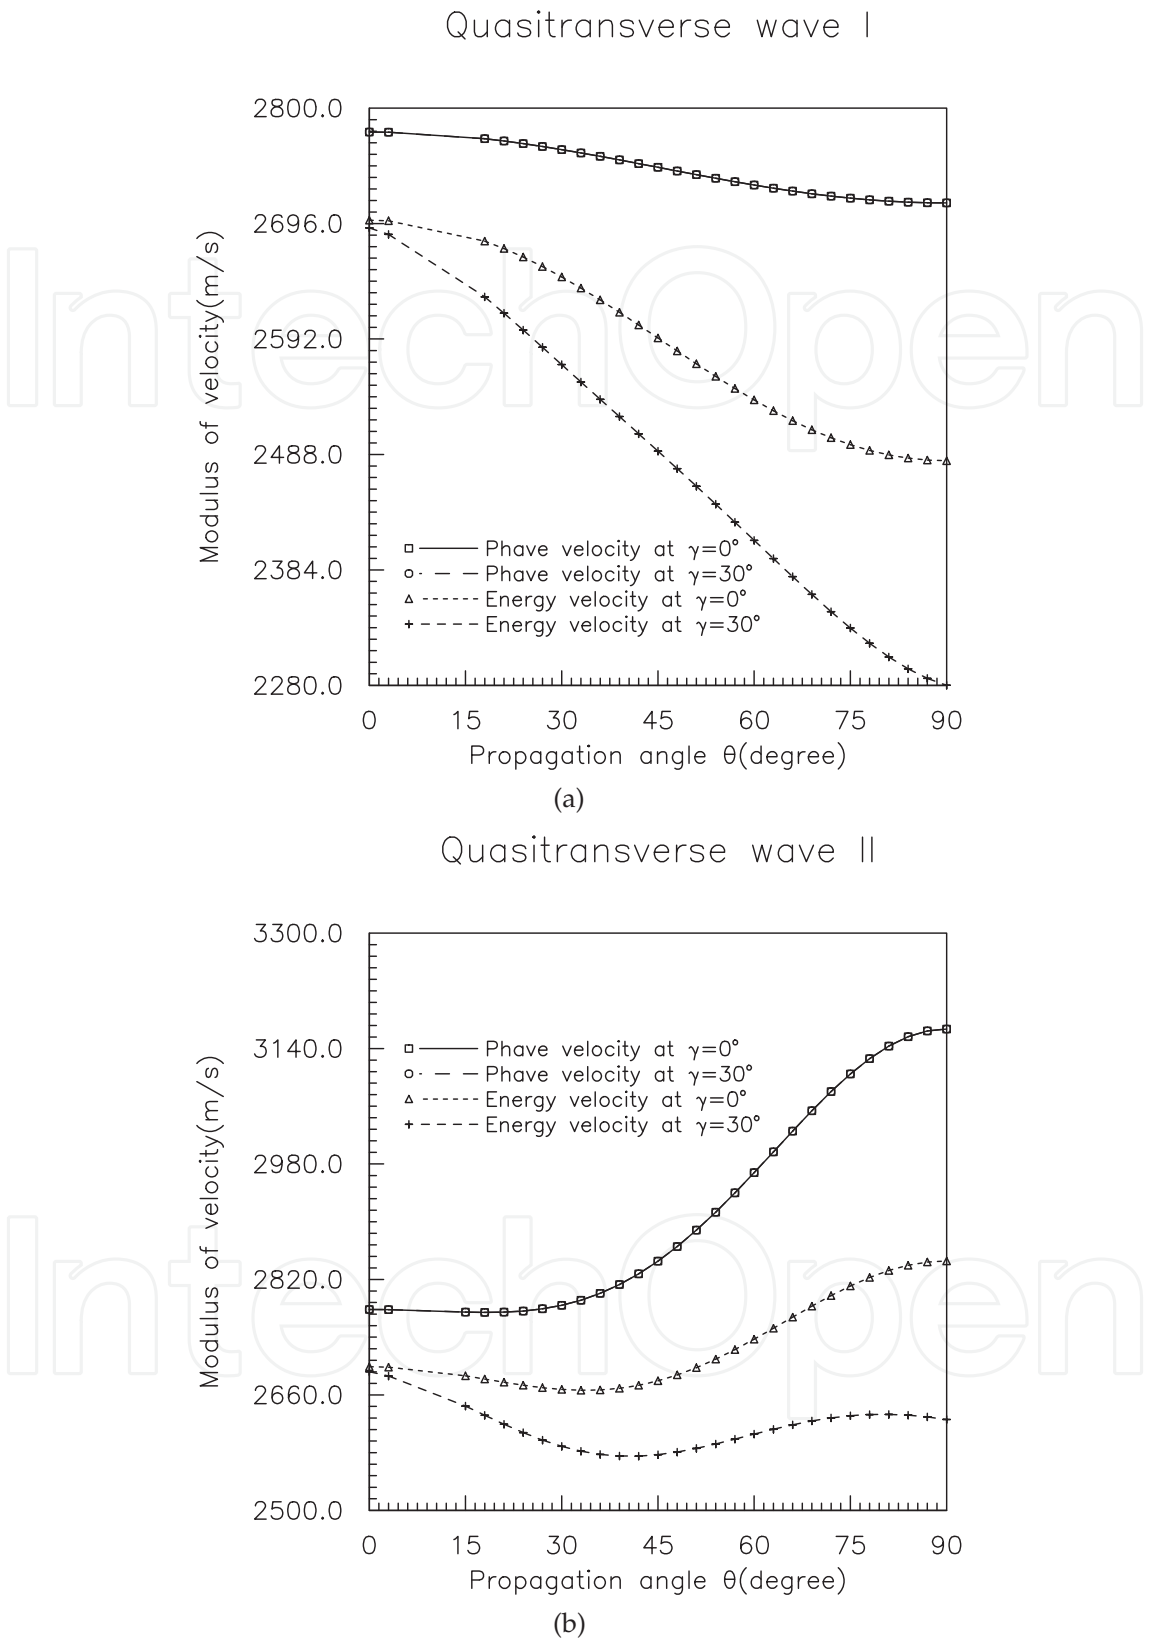 Quasitransverse wave I
2800.0
2696.0
2592.0
2488.0
2384.0
2280.0
Modulus of velocity(m/s)
Phave velocity at γ=0°
Phave velocity at γ=30°
Energy velocity at γ=0°
Energy velocity at γ=30°
0 15 30 45 60 75 90
Propagation angle θ(degree)
(a)
Quasitransverse wave II
3300.0
3140.0
2980.0
2820.0
2660.0
2500.0
Modulus of velocity(m/s)
Phave velocity at γ=0°
Phave velocity at γ=30°
Energy velocity at γ=0°
Energy velocity at γ=30°
0 15 30 45 60 75 90
Propagation angle θ(degree)
(b)
IntechOpen
IntechOpen